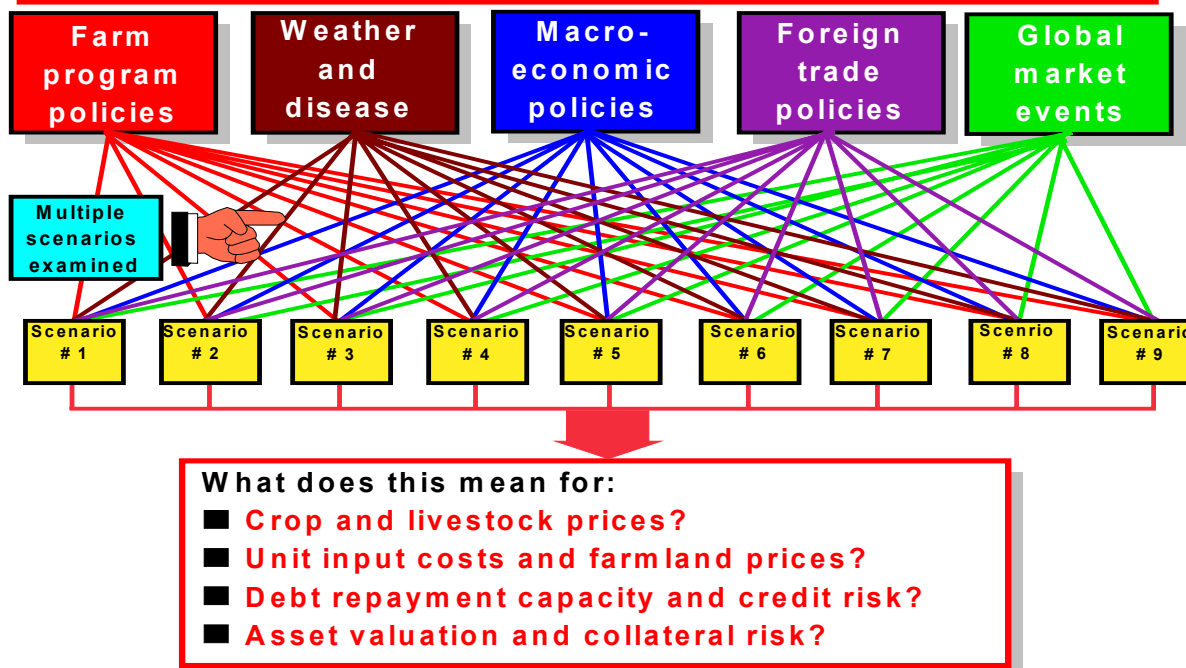 Farm
program
policies
Weather
and
disease
Macro-
economic
policies
Foreign
trade
policies
Global
market
events
Multiple
scenarios
examined
Scenario
# 1
Scenario
# 2
Scenario
# 3
Scenario
# 4
Scenario
# 5
Scenario
# 6
Scenario
# 7
Scenrio
# 8
Scenario
# 9
What does this mean for:
Crop and livestock prices?
Unit input costs and farmland prices?
Debt repayment capacity and credit risk?
Asset valuation and collateral risk?